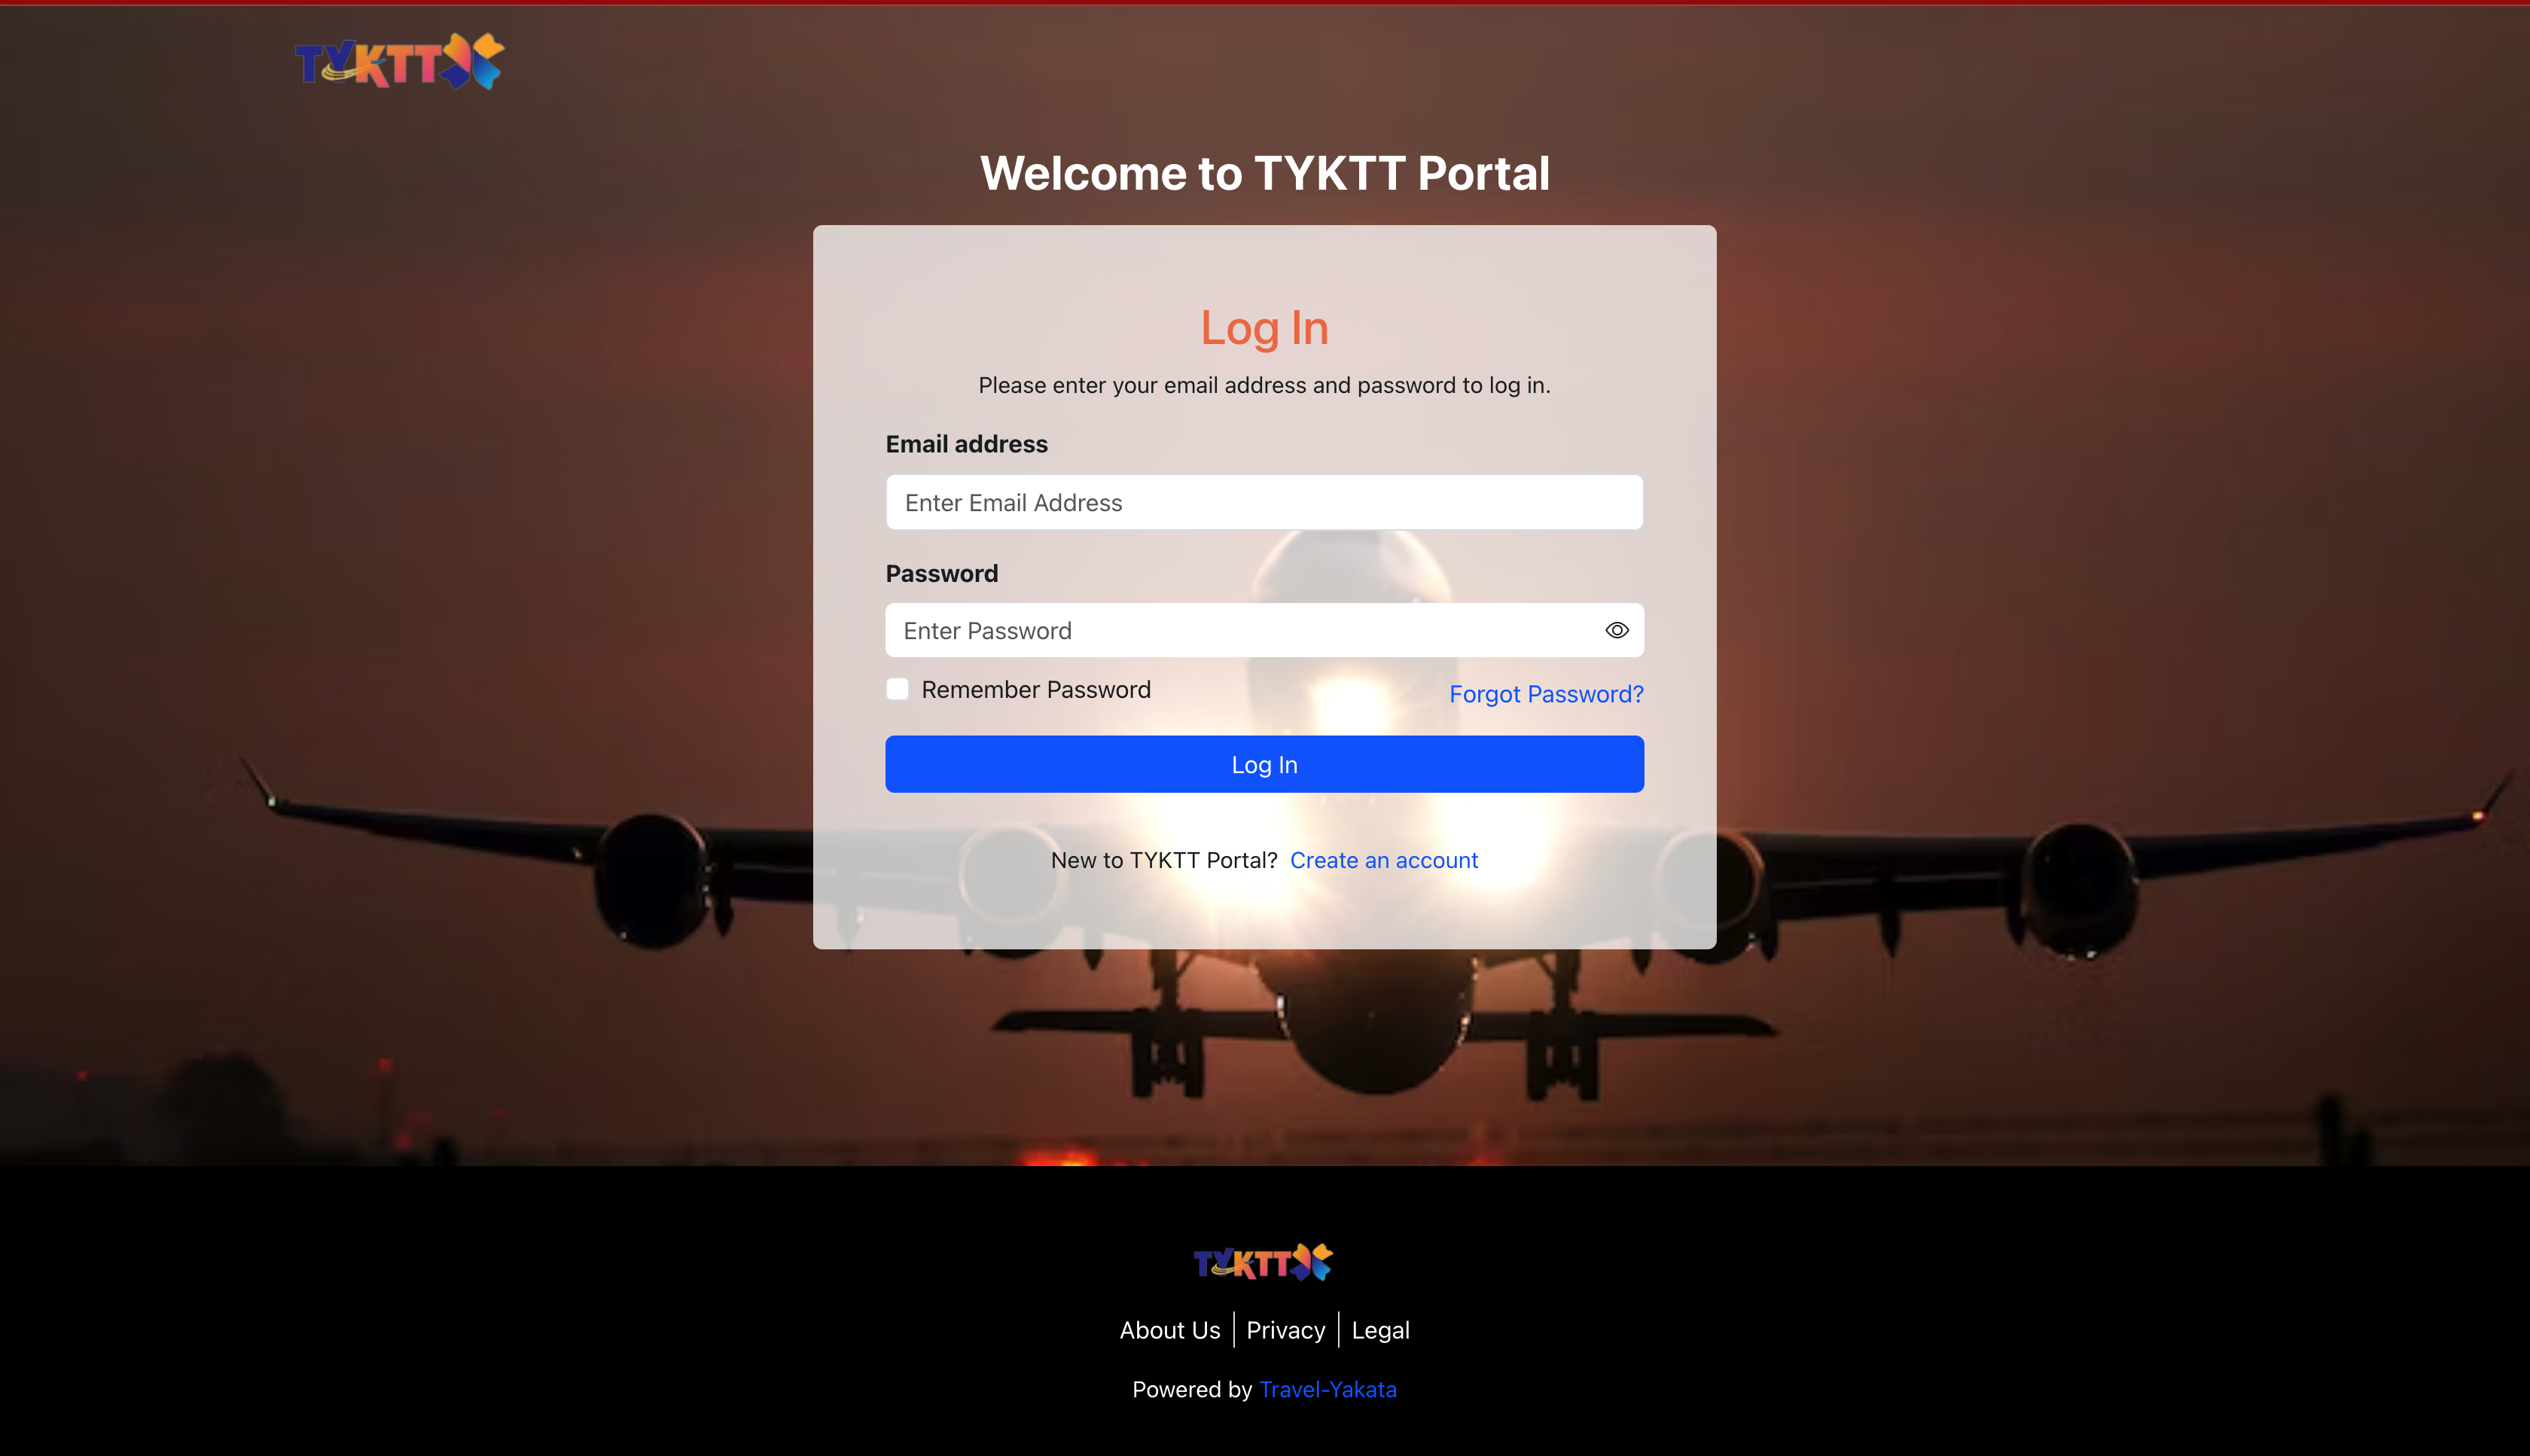 TYKTT
Welcome to TYKTT Portal
Log In
Please enter your email address and password to log in.
Email address
Enter Email Address
Password
Enter Password
Remember Password
Forgot Password?
Log In
New to TYKTT Portal? Create an account
TYKTT
About Us | Privacy | Legal
Powered by Travel-Yakata